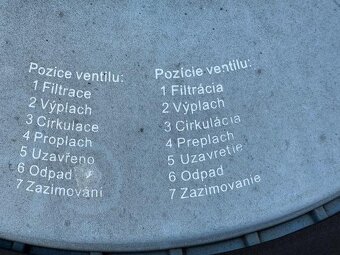 Pozice ventilu:
1 Filtrace
2 Výplach
3 Cirkulace
4 Proplach
5 Uzavřeno
6 Odpad
7 Zazimování
Pozície ventilu:
1 Filtrácia
2 Výplach
3 Cirkulácia
4 Preplach
5 Uzavretie
6 Odpad
7 Zazimovanie